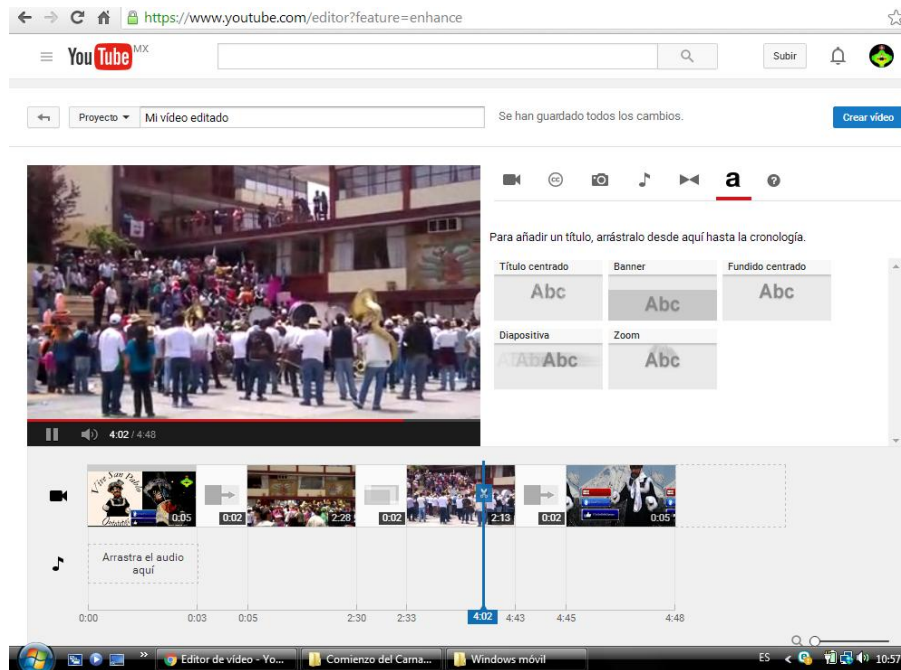 https://www.youtube.com/editor?feature=enhance
YouTube MX
Subir
Proyecto
Mi vídeo editado
Se han guardado todos los cambios.
Crear vídeo
cc
a
?
Para añadir un título, arrástralo desde aquí hasta la cronología.
Título centrado
Banner
Fundido centrado
Abc
Abc
Abc
Diapositiva
Zoom
Abc
Abc
4:02 / 4:48
Vive San Pablo
0:05
0:02
2:28
0:02
2:13
0:02
0:05
Arrastra el audio
aquí
0:00
0:03
0:05
2:30
2:33
4:02
4:43
4:45
4:48
Editor de vídeo - Yo...
Comienzo del Carna...
Windows móvil
ES
10:57